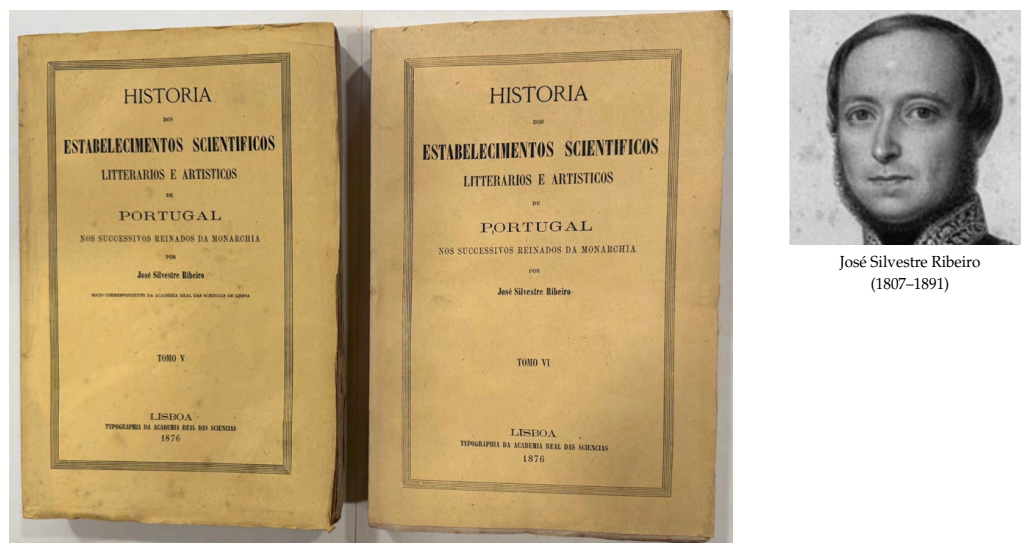 HISTORIA
DOS
ESTABELECIMENTOS SCIENTIFICOS
LITTERARIOS E ARTISTICOS
DE
PORTUGAL
NOS SUCCESSIVOS REINADOS DA MONARCHIA
POR
José Silvestre Ribeiro
SOCIO CORRESPONDENTE DA ACADEMIA REAL DAS SCIENCIAS DE LISBOA
TOMO V
LISBOA
TYPOGRAPHIA DA ACADEMIA REAL DAS SCIENCIAS
1876
HISTORIA
DOS
ESTABELECIMENTOS SCIENTIFICOS
LITTERARIOS E ARTISTICOS
DE
PORTUGAL
NOS SUCCESSIVOS REINADOS DA MONARCHIA
POR
José Silvestre Ribeiro
TOMO VI
LISBOA
TYPOGRAPHIA DA ACADEMIA REAL DAS SCIENCIAS
1876
José Silvestre Ribeiro
(1807–1891)